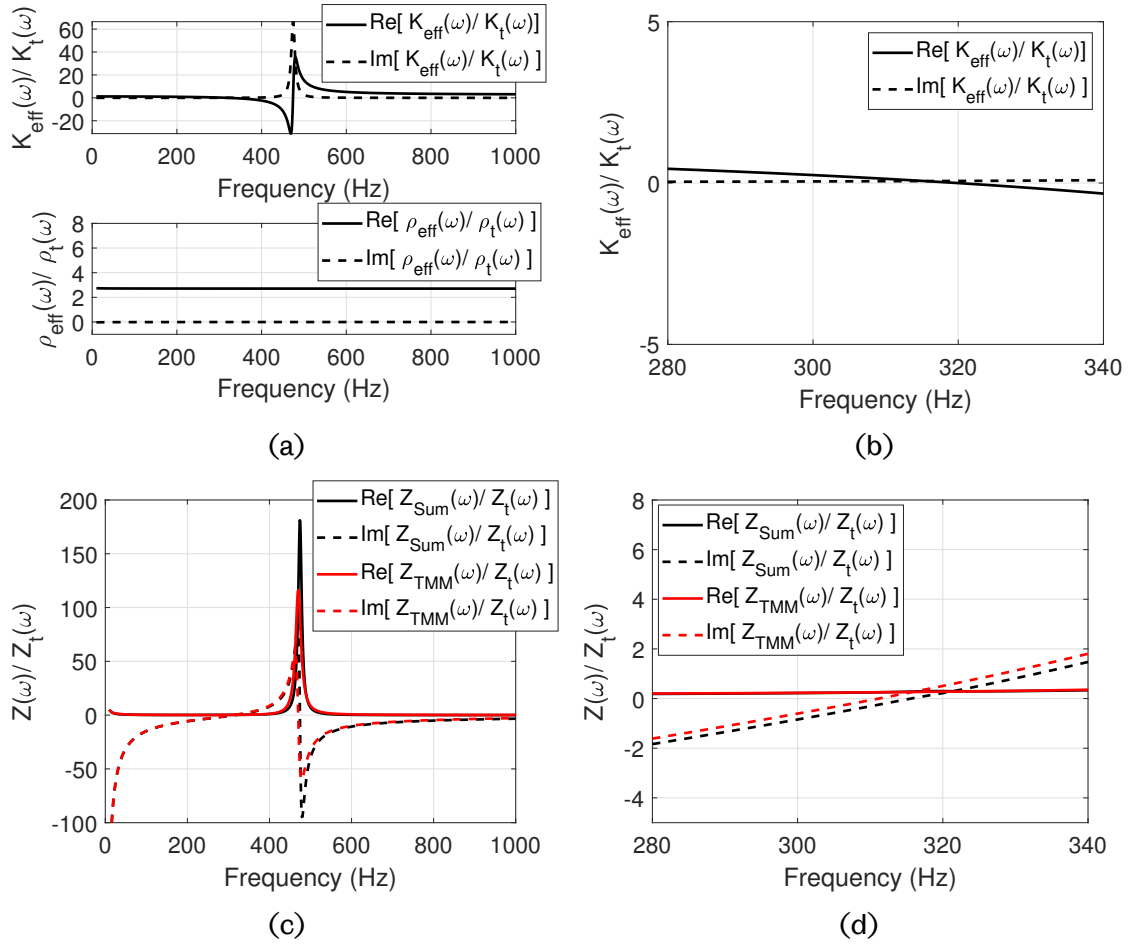 60
40
20
0
-20
K_eff(ω)/ K_t(ω)
Re[ K_eff(ω)/ K_t(ω)]
Im[ K_eff(ω)/ K_t(ω) ]
0 200 400 600 800 1000
Frequency (Hz)
8
6
4
2
0
ρ_eff(ω)/ ρ_t(ω)
Re[ ρ_eff(ω)/ ρ_t(ω) ]
Im[ ρ_eff(ω)/ ρ_t(ω) ]
0 200 400 600 800 1000
Frequency (Hz)
(a)
5
0
-5
K_eff(ω)/ K_t(ω)
Re[ K_eff(ω)/ K_t(ω)]
Im[ K_eff(ω)/ K_t(ω) ]
280 300 320 340
Frequency (Hz)
(b)
200
150
100
50
0
-50
-100
Z(ω)/ Z_t(ω)
Re[ Z_Sum(ω)/ Z_t(ω) ]
Im[ Z_Sum(ω)/ Z_t(ω) ]
Re[ Z_TMM(ω)/ Z_t(ω) ]
Im[ Z_TMM(ω)/ Z_t(ω) ]
0 200 400 600 800 1000
Frequency (Hz)
(c)
8
6
4
2
0
-2
-4
Z(ω)/ Z_t(ω)
Re[ Z_Sum(ω)/ Z_t(ω) ]
Im[ Z_Sum(ω)/ Z_t(ω) ]
Re[ Z_TMM(ω)/ Z_t(ω) ]
Im[ Z_TMM(ω)/ Z_t(ω) ]
280 300 320 340
Frequency (Hz)
(d)